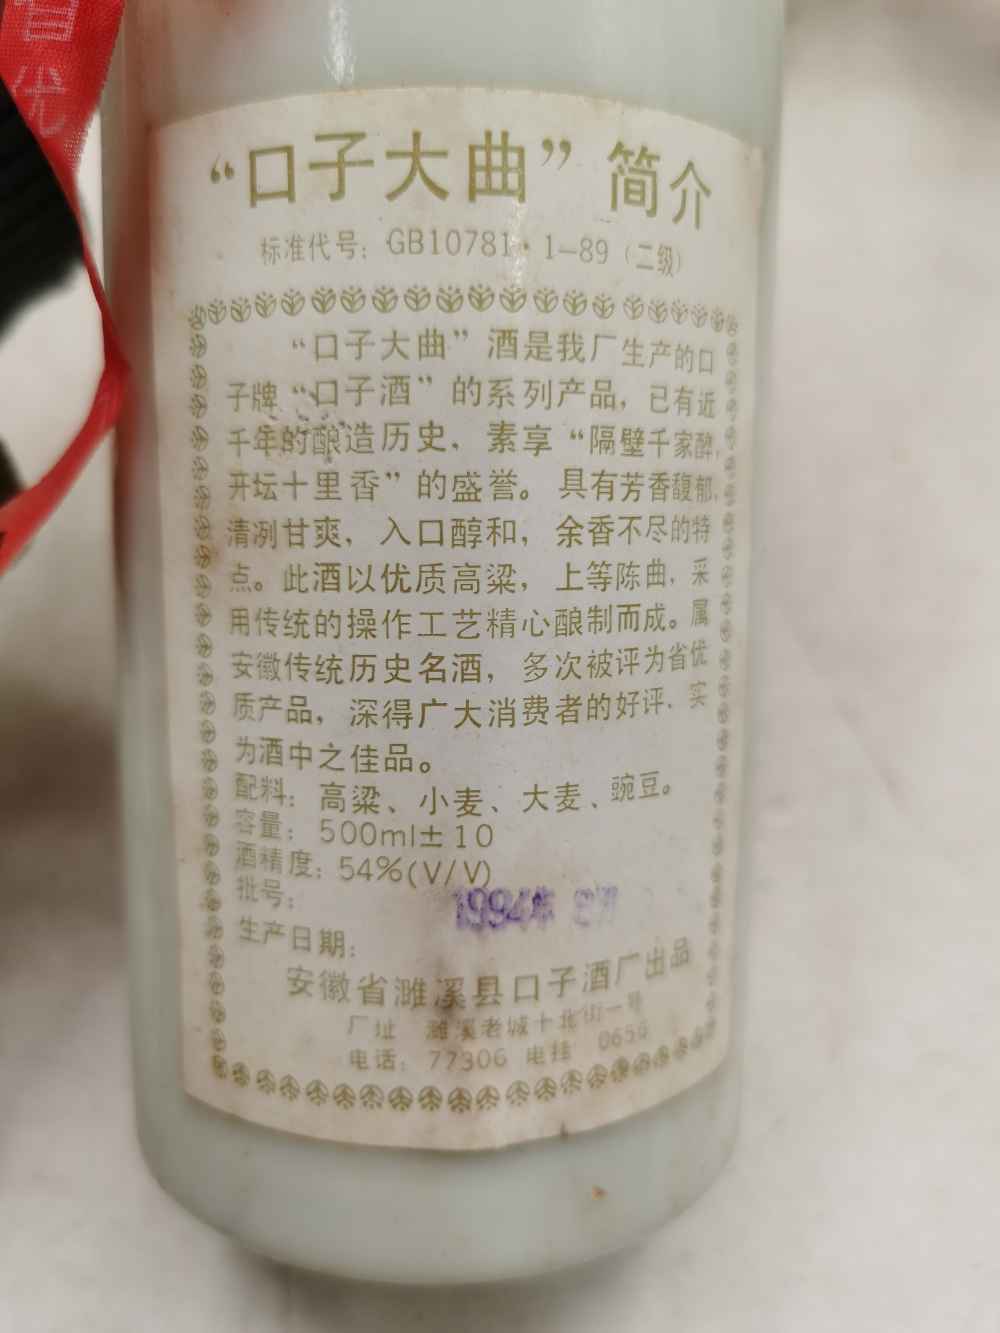 省优
“口子大曲”简介
标准代号：GB10781·1—89（二级）
“口子大曲”酒是我厂生产的口
子牌“口子酒”的系列产品，已有近
千年的酿造历史、素享“隔壁千家醉，
开坛十里香”的盛誉。具有芳香馥郁，
清洌甘爽，入口醇和，余香不尽的特
点。此酒以优质高粱，上等陈曲，采
用传统的操作工艺精心酿制而成。属
安徽传统历史名酒，多次被评为省优
质产品，深得广大消费者的好评、实
为酒中之佳品。
配料：高粱、小麦、大麦、豌豆。
容量：500ml±10
酒精度：54%(V/V)
批号：
1994年
生产日期：
安徽省濉溪县口子酒厂出品
厂址 濉溪老城十北街一号
电话：77306 电挂 0650